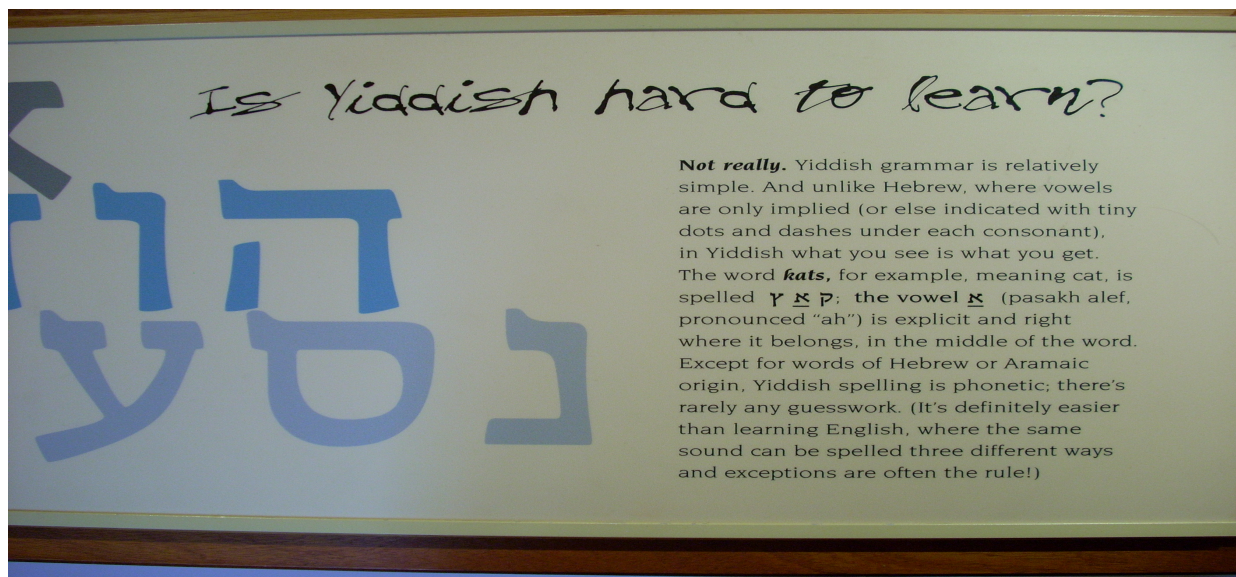 Is Yiddish hard to learn?
א
הוז
נסע
Not really. Yiddish grammar is relatively
simple. And unlike Hebrew, where vowels
are only implied (or else indicated with tiny
dots and dashes under each consonant),
in Yiddish what you see is what you get.
The word kats, for example, meaning cat, is
spelled קאַץ; the vowel אַ (pasakh alef,
pronounced “ah”) is explicit and right
where it belongs, in the middle of the word.
Except for words of Hebrew or Aramaic
origin, Yiddish spelling is phonetic; there's
rarely any guesswork. (It's definitely easier
than learning English, where the same
sound can be spelled three different ways
and exceptions are often the rule!)